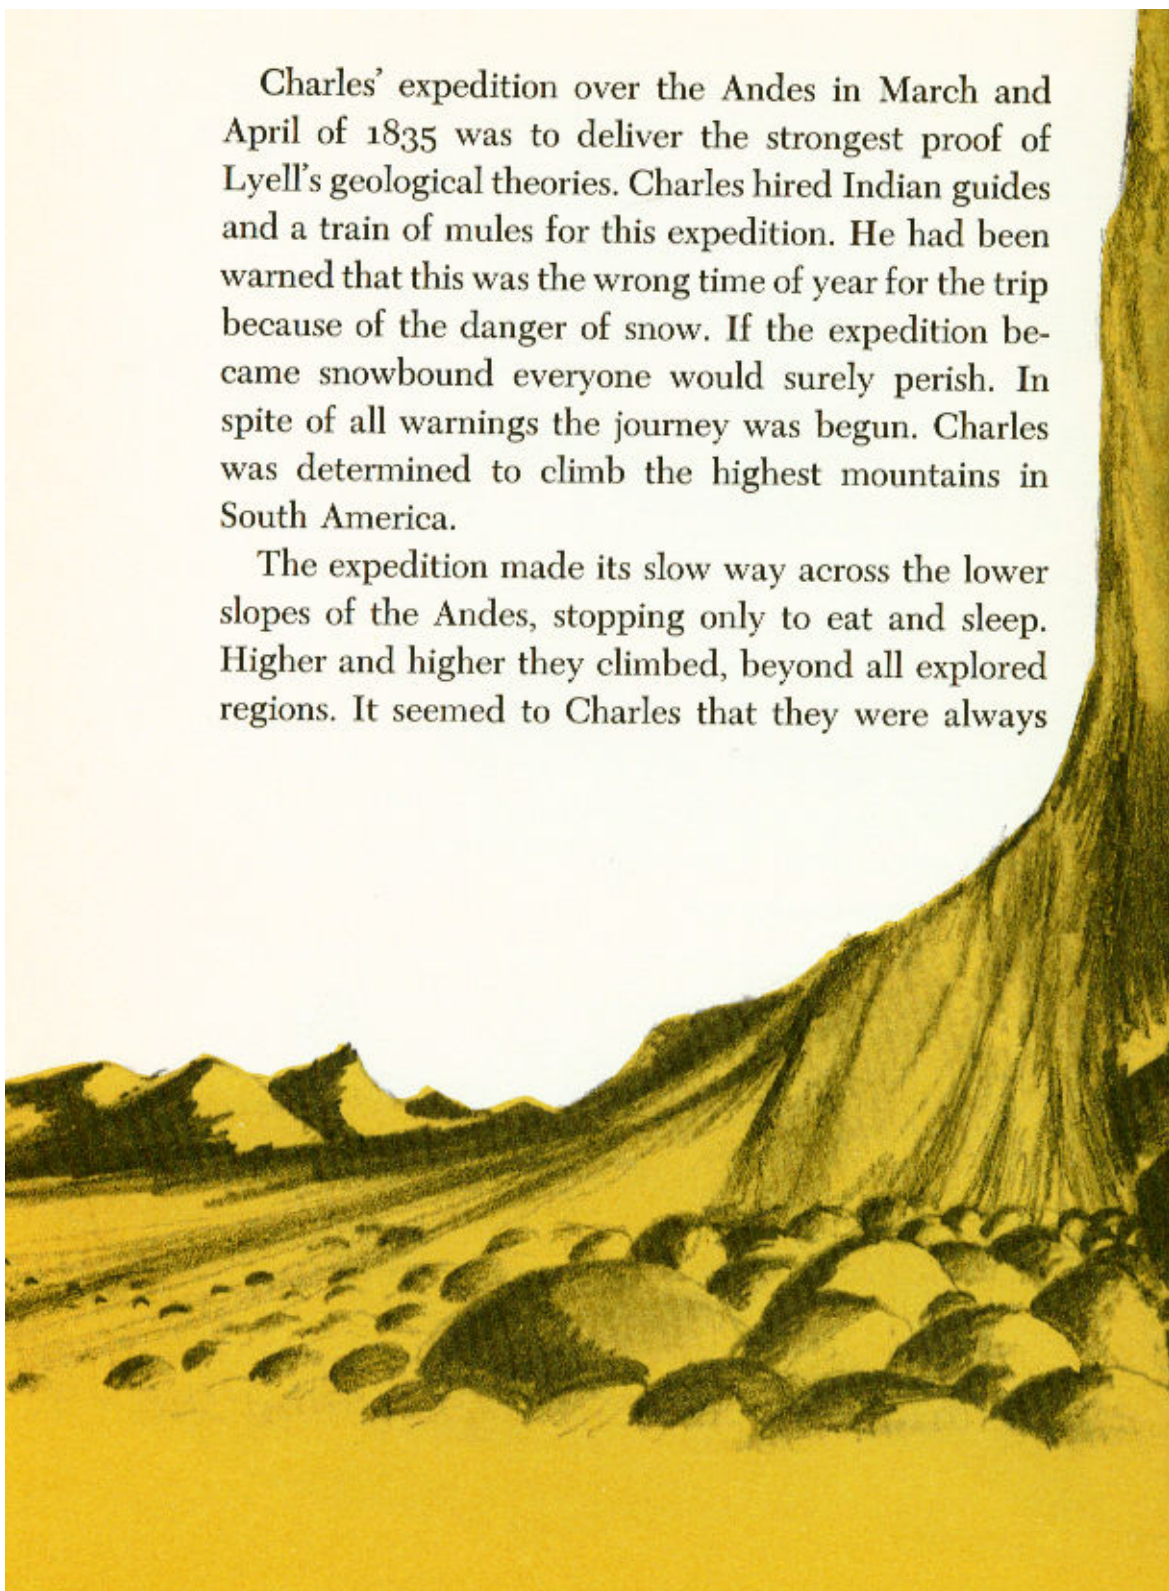 Charles’ expedition over the Andes in March and
April of 1835 was to deliver the strongest proof of
Lyell’s geological theories. Charles hired Indian guides
and a train of mules for this expedition. He had been
warned that this was the wrong time of year for the trip
because of the danger of snow. If the expedition be-
came snowbound everyone would surely perish. In
spite of all warnings the journey was begun. Charles
was determined to climb the highest mountains in
South America.
The expedition made its slow way across the lower
slopes of the Andes, stopping only to eat and sleep.
Higher and higher they climbed, beyond all explored
regions. It seemed to Charles that they were always